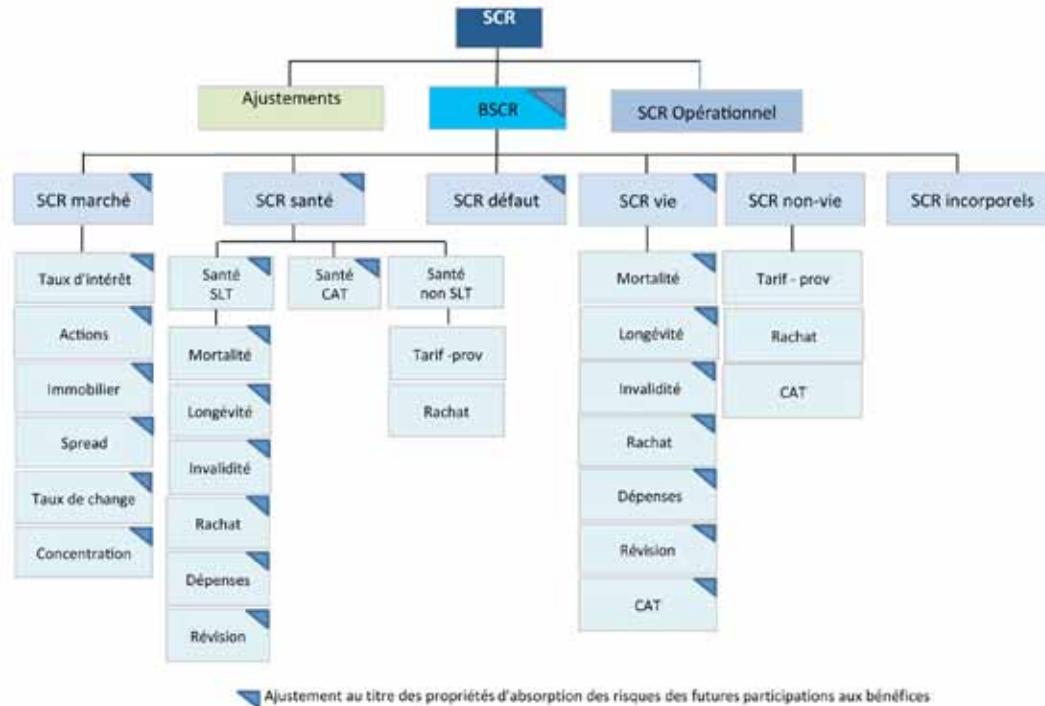 SCR
Ajustements
BSCR
SCR Opérationnel
SCR marché
SCR santé
SCR défaut
SCR vie
SCR non-vie
SCR incorporels
Taux d'intérêt
Actions
Immobilier
Spread
Taux de change
Concentration
Santé
SLT
Mortalité
Longévité
Invalidité
Rachat
Dépenses
Révision
Santé
CAT
Santé
non SLT
Tarif -prov
Rachat
Mortalité
Longévité
Invalidité
Rachat
Dépenses
Révision
CAT
Tarif - prov
Rachat
CAT
Ajustement au titre des propriétés d'absorption des risques des futures participations aux bénéfices